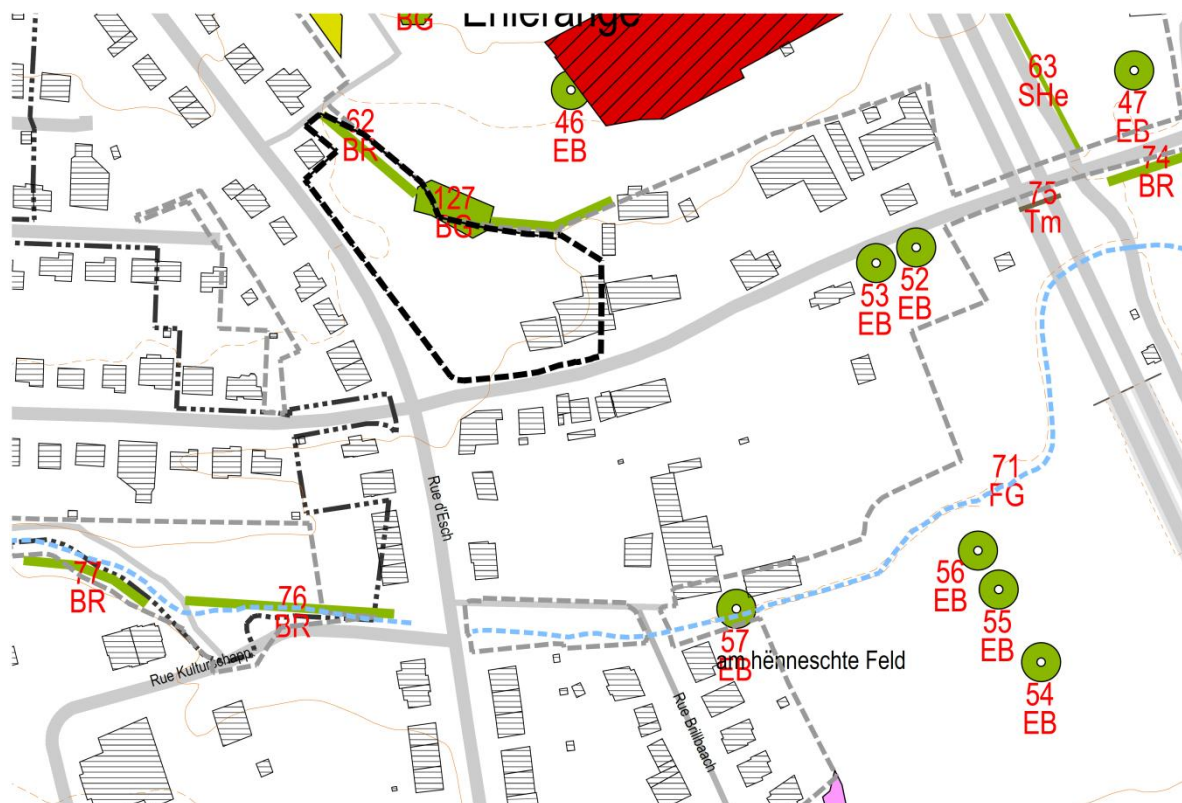 BG
Ehlerange
62
BR
46
EB
63
SHe
47
EB
127
BG
74
BR
75
Tm
53
EB
52
EB
71
FG
Rue d'Esch
77
BR
76
BR
56
EB
55
EB
57
EB
am hënneschte Feld
54
EB
Rue Kulturschapp
Rue Brillbaach